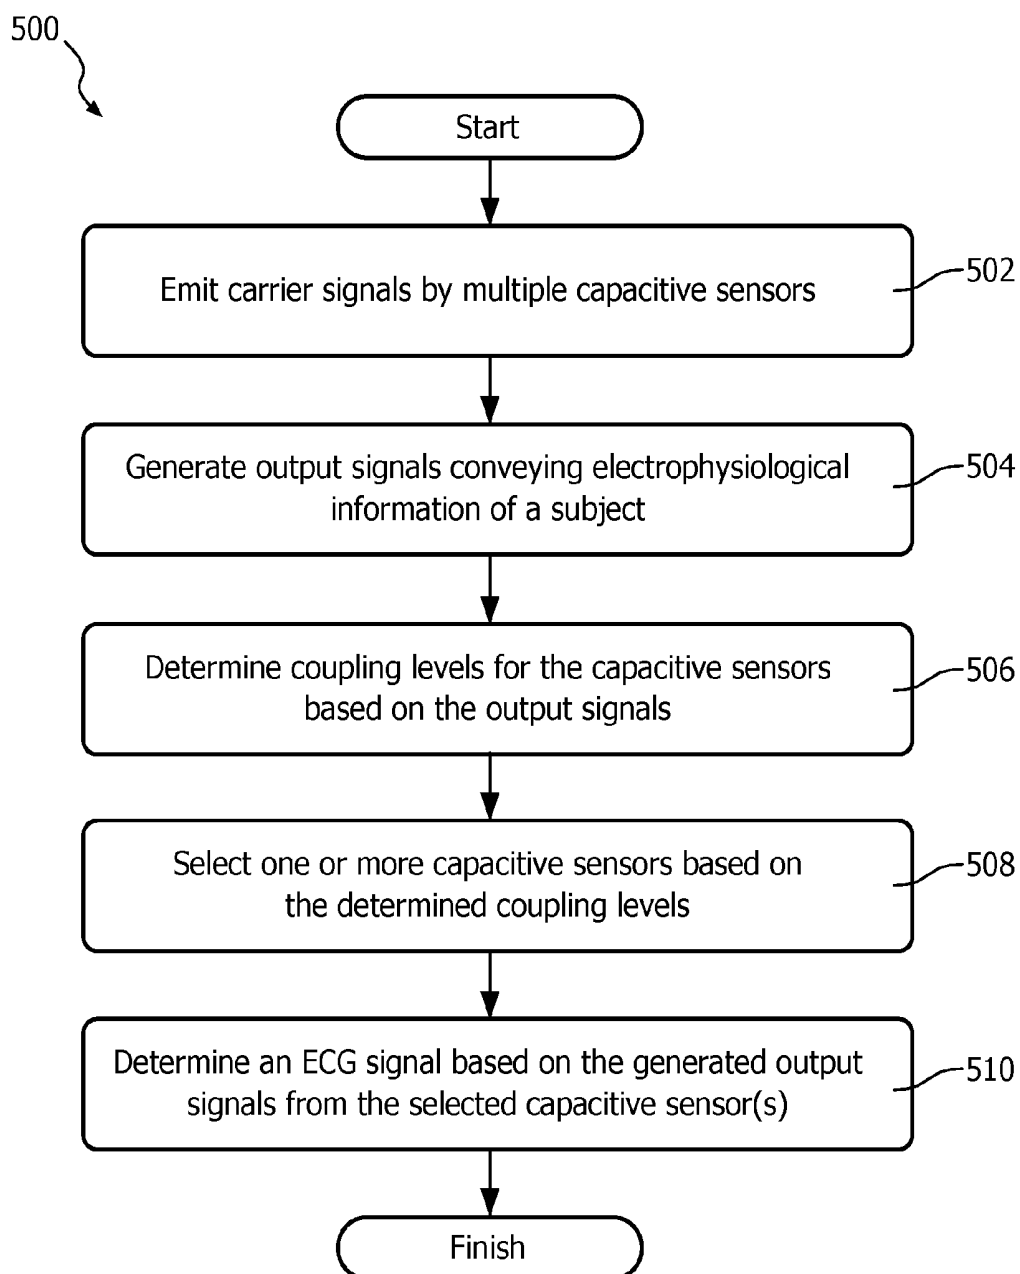 500
Start
Emit carrier signals by multiple capacitive sensors
502
Generate output signals conveying electrophysiological
information of a subject
504
Determine coupling levels for the capacitive sensors
based on the output signals
506
Select one or more capacitive sensors based on
the determined coupling levels
508
Determine an ECG signal based on the generated output
signals from the selected capacitive sensor(s)
510
Finish